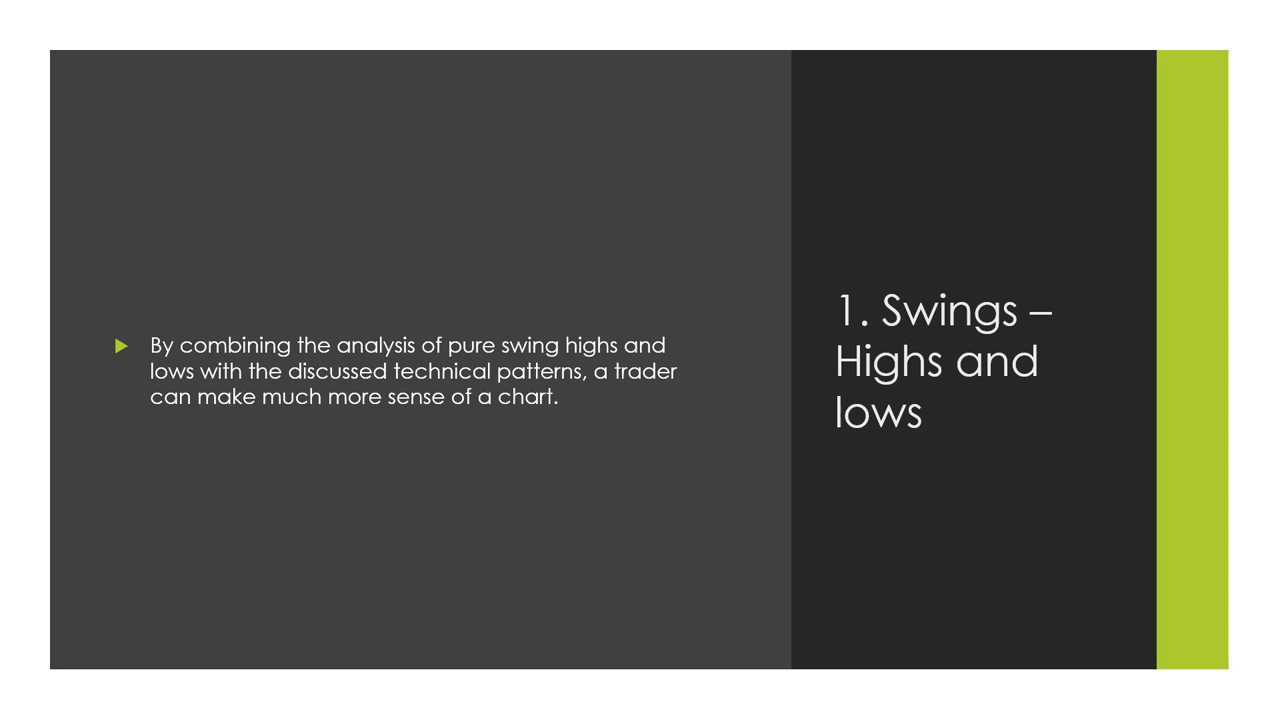 By combining the analysis of pure swing highs and
lows with the discussed technical patterns, a trader
can make much more sense of a chart.
1. Swings –
Highs and
lows